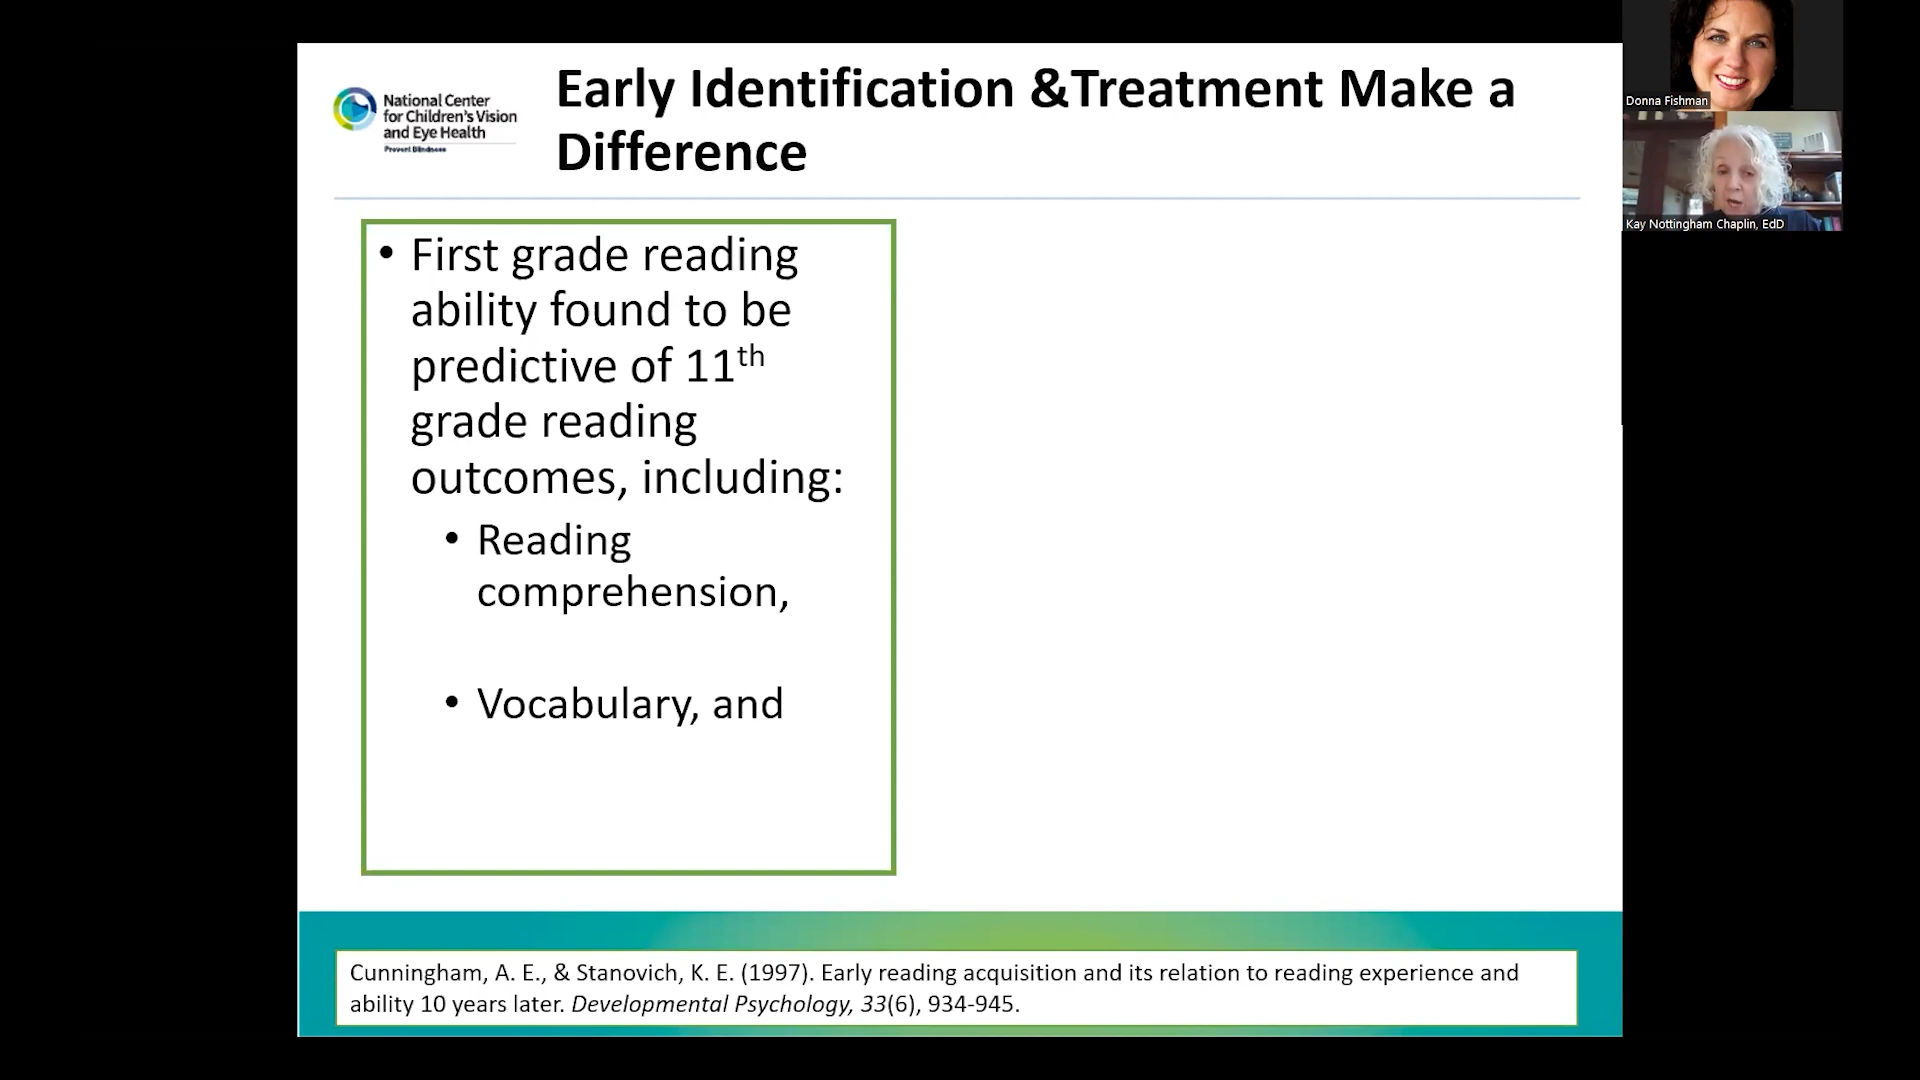 National Center
for Children's Vision
and Eye Health
Prevent Blindness
Early Identification &Treatment Make a
Difference
Donna Fishman
Kay Nottingham Chaplin, EdD
• First grade reading
ability found to be
predictive of 11th
grade reading
outcomes, including:
• Reading
comprehension,
• Vocabulary, and
Cunningham, A. E., & Stanovich, K. E. (1997). Early reading acquisition and its relation to reading experience and
ability 10 years later. Developmental Psychology, 33(6), 934-945.